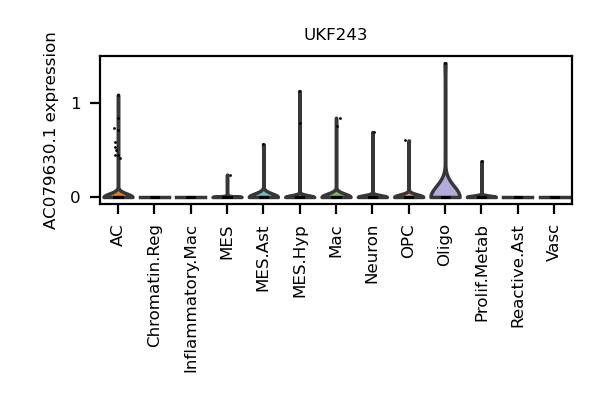 UKF243
AC079630.1 expression
1
0
AC
Chromatin.Reg
Inflammatory.Mac
MES
MES.Ast
MES.Hyp
Mac
Neuron
OPC
Oligo
Prolif.Metab
Reactive.Ast
Vasc